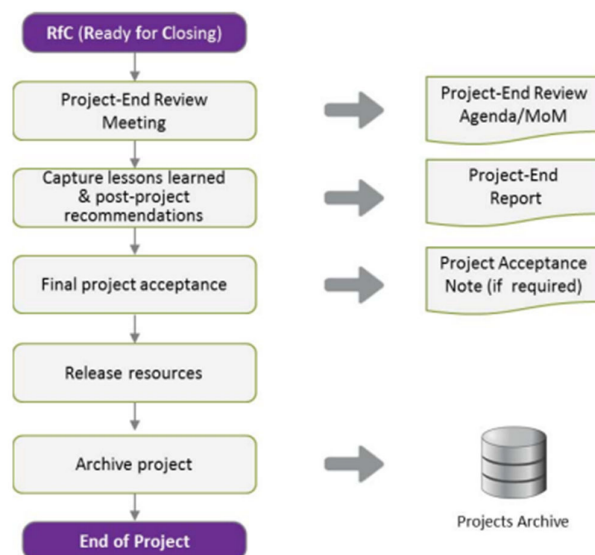 RfC (Ready for Closing)
Project-End Review
Meeting
Project-End Review
Agenda/MoM
Capture lessons learned
& post-project
recommendations
Project-End
Report
Final project acceptance
Project Acceptance
Note (if required)
Release resources
Archive project
Projects Archive
End of Project